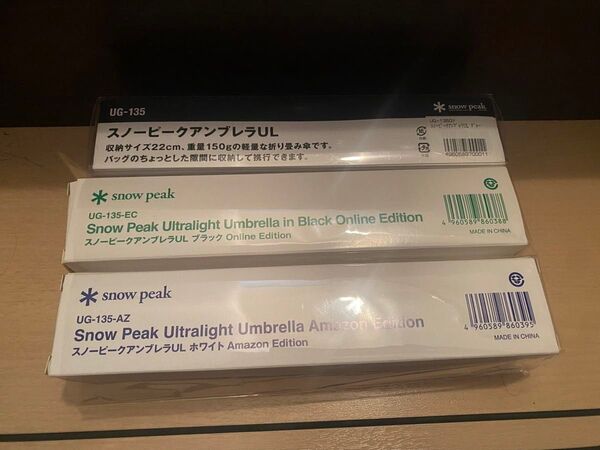 UG-135
snow peak
スノーピークアンブレラUL
収納サイズ22cm、重量150gの軽量な折り畳み傘です。
バッグのちょっとした隙間に収納して携行できます。
4960589700011
snow peak
UG-135-EC
Snow Peak Ultralight Umbrella in Black Online Edition
スノーピークアンブレラUL ブラック Online Edition
4 960589 860388
MADE IN CHINA
snow peak
UG-135-AZ
Snow Peak Ultralight Umbrella Amazon Edition
スノーピークアンブレラUL ホワイト Amazon Edition
4 960589 860395
MADE IN CHINA